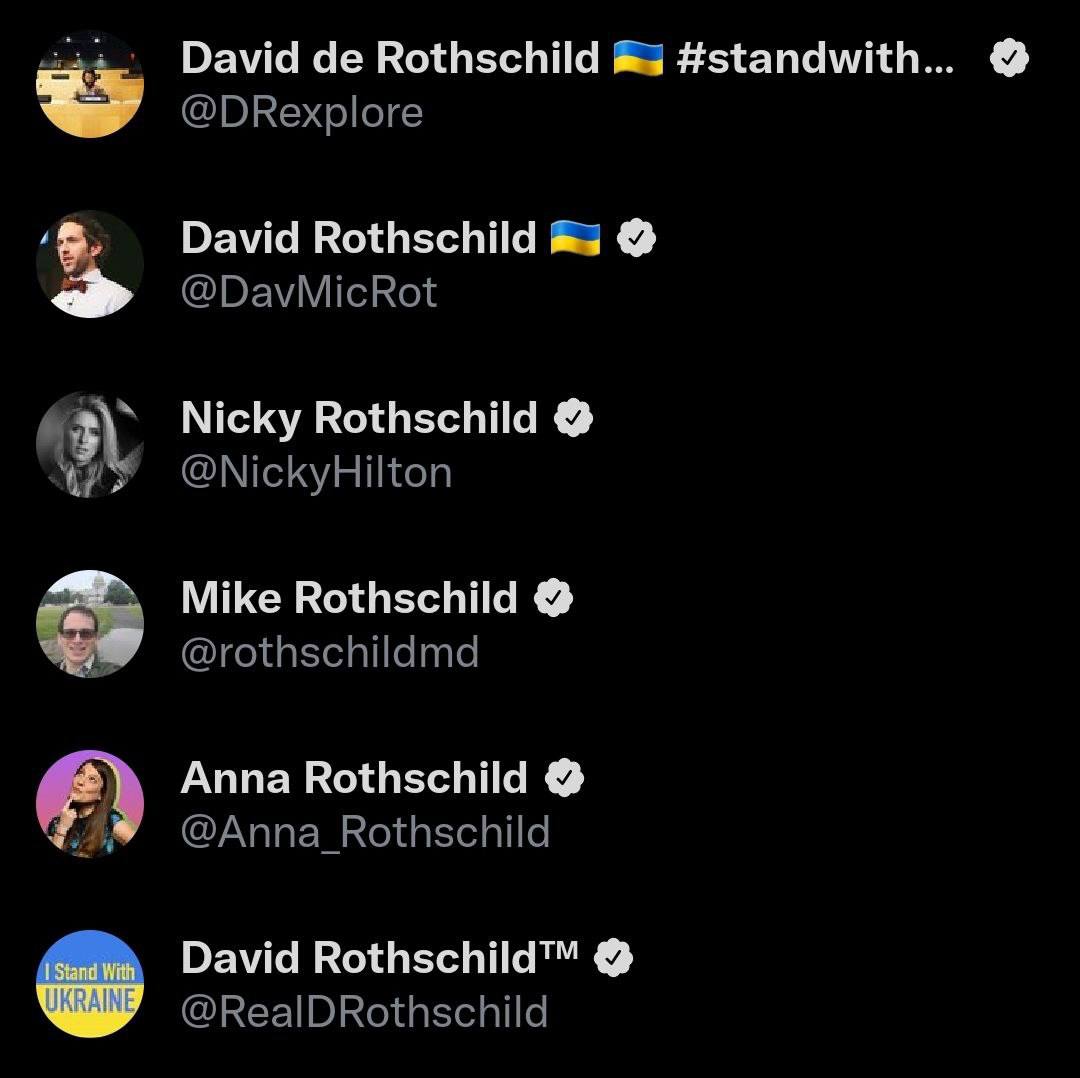 David de Rothschild 🇺🇦 #standwith...
@DRexplore
David Rothschild 🇺🇦
@DavMicRot
Nicky Rothschild
@NickyHilton
Mike Rothschild
@rothschildmd
Anna Rothschild
@Anna_Rothschild
I Stand With
UKRAINE
David Rothschild™
@RealDRothschild